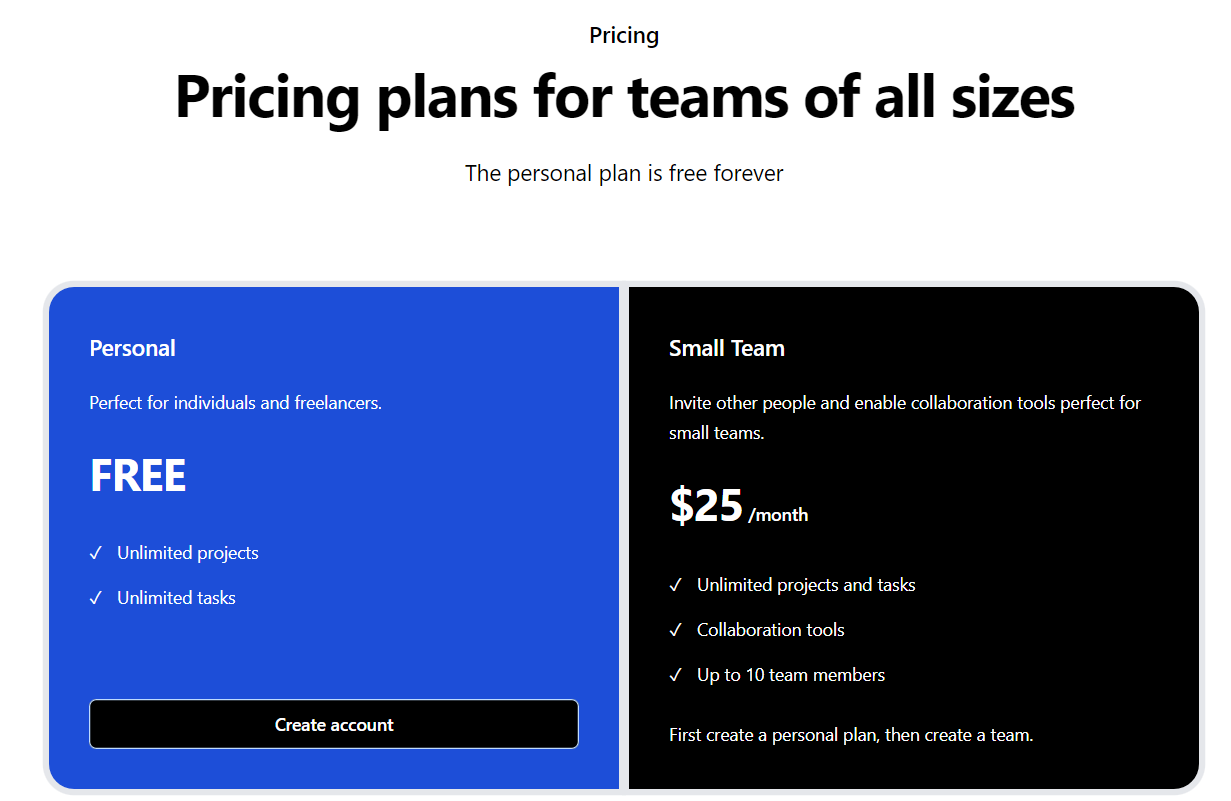 Pricing
Pricing plans for teams of all sizes
The personal plan is free forever
Personal
Perfect for individuals and freelancers.
FREE
✓ Unlimited projects
✓ Unlimited tasks
Create account
Small Team
Invite other people and enable collaboration tools perfect for
small teams.
$25 /month
✓ Unlimited projects and tasks
✓ Collaboration tools
✓ Up to 10 team members
First create a personal plan, then create a team.